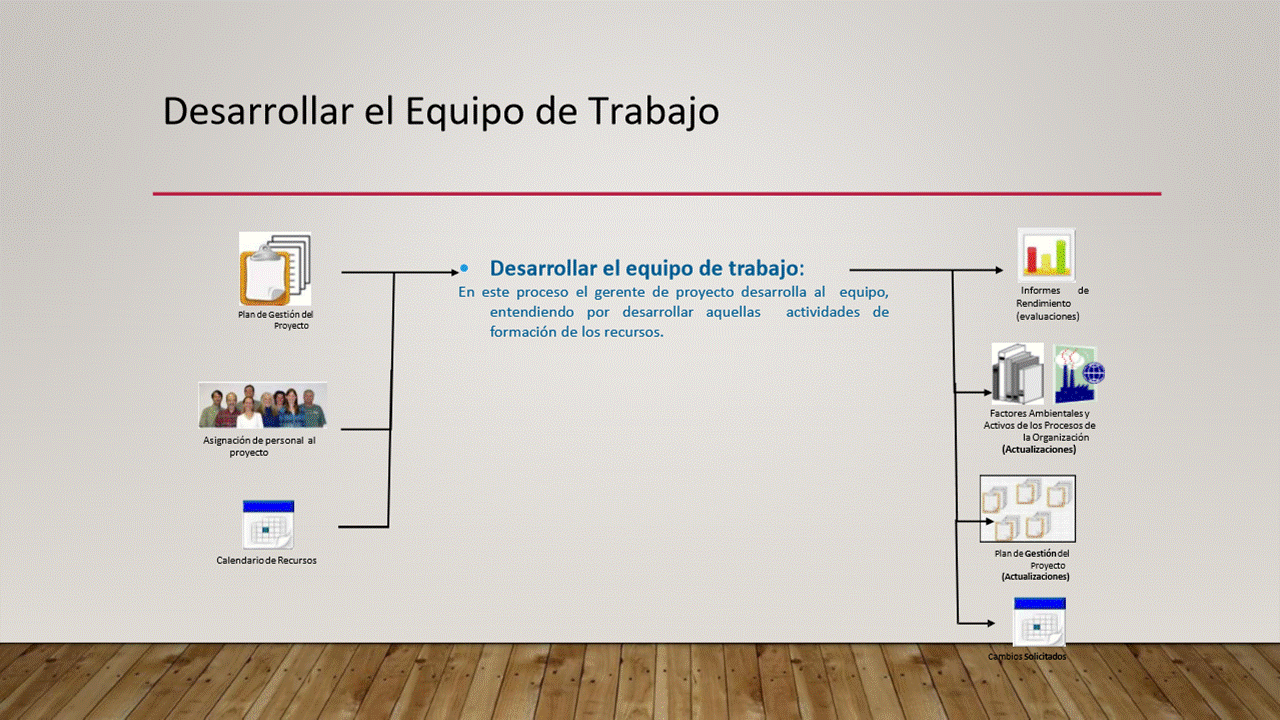 Desarrollar el Equipo de Trabajo
Plan de Gestión del
Proyecto
Asignación de personal al
proyecto
Calendario de Recursos
• Desarrollar el equipo de trabajo:
En este proceso el gerente de proyecto desarrolla al equipo,
entendiendo por desarrollar aquellas actividades de
formación de los recursos.
Informes de
Rendimiento
(evaluaciones)
Factores Ambientales y
Activos de los Procesos de
la Organización
(Actualizaciones)
Plan de Gestión del
Proyecto
(Actualizaciones)
Cambios Solicitados